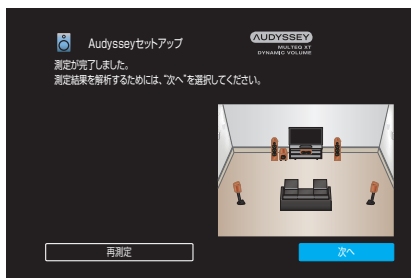 Audysseyセットアップ
AUDYSSEY
MULTEQ XT
DYNAMIC VOLUME
測定が完了しました。
測定結果を解析するためには、"次へ"を選択してください。
再測定
次へ